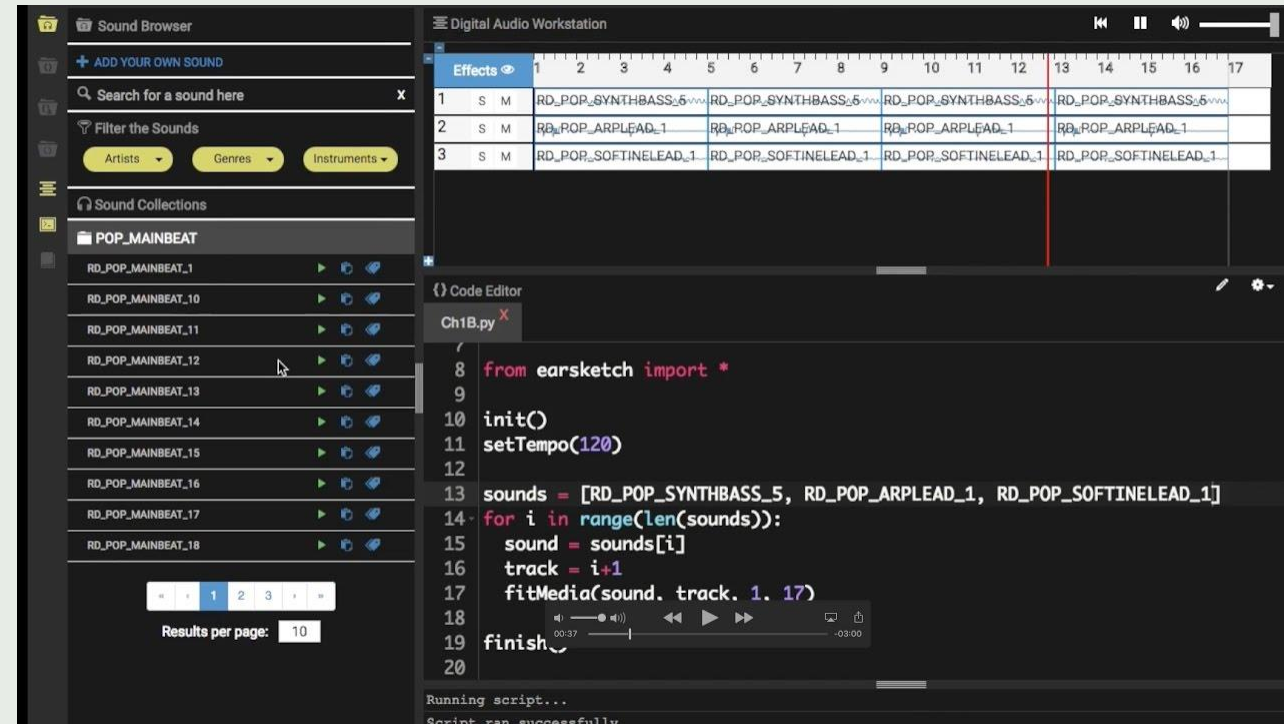 Sound Browser
+ ADD YOUR OWN SOUND
Search for a sound here x
Filter the Sounds
Artists Genres Instruments
Sound Collections
POP_MAINBEAT
RD_POP_MAINBEAT_1
RD_POP_MAINBEAT_10
RD_POP_MAINBEAT_11
RD_POP_MAINBEAT_12
RD_POP_MAINBEAT_13
RD_POP_MAINBEAT_14
RD_POP_MAINBEAT_15
RD_POP_MAINBEAT_16
RD_POP_MAINBEAT_17
RD_POP_MAINBEAT_18
« ‹ 1 2 3 › »
Results per page: 10
Digital Audio Workstation
Effects 1 2 3 4 5 6 7 8 9 10 11 12 13 14 15 16 17
1 S M RD_POP_SYNTHBASS_5 RD_POP_SYNTHBASS_5 RD_POP_SYNTHBASS_5 RD_POP_SYNTHBASS_5
2 S M RD_POP_ARPLEAD_1 RD_POP_ARPLEAD_1 RD_POP_ARPLEAD_1 RD_POP_ARPLEAD_1
3 S M RD_POP_SOFTINELEAD_1 RD_POP_SOFTINELEAD_1 RD_POP_SOFTINELEAD_1 RD_POP_SOFTINELEAD_1
{} Code Editor
Ch1B.py X
7
8 from earsketch import *
9
10 init()
11 setTempo(120)
12
13 sounds = [RD_POP_SYNTHBASS_5, RD_POP_ARPLEAD_1, RD_POP_SOFTINELEAD_1]
14 for i in range(len(sounds)):
15 sound = sounds[i]
16 track = i+1
17 fitMedia(sound, track, 1, 17)
18
19 finish()
20
00:37 -03:00
Running script...
Script ran successfully